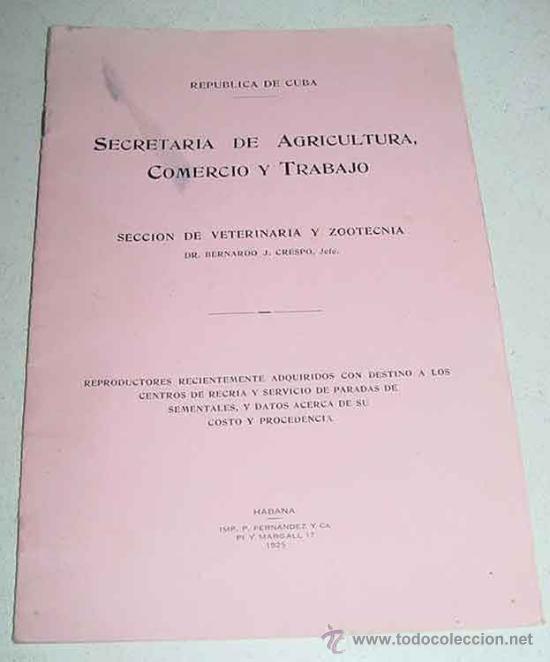 REPUBLICA DE CUBA
SECRETARIA DE AGRICULTURA,
COMERCIO Y TRABAJO
SECCION DE VETERINARIA Y ZOOTECNIA
DR. BERNARDO J. CRESPO, Jefe.
REPRODUCTORES RECIENTEMENTE ADQUIRIDOS CON DESTINO A LOS
CENTROS DE RECRIA Y SERVICIO DE PARADAS DE
SEMENTALES, Y DATOS ACERCA DE SU
COSTO Y PROCEDENCIA
HABANA
IMP. P. FERNANDEZ Y CA
PI Y MARGALL 17
1925
todocoleccion
www.todocoleccion.net